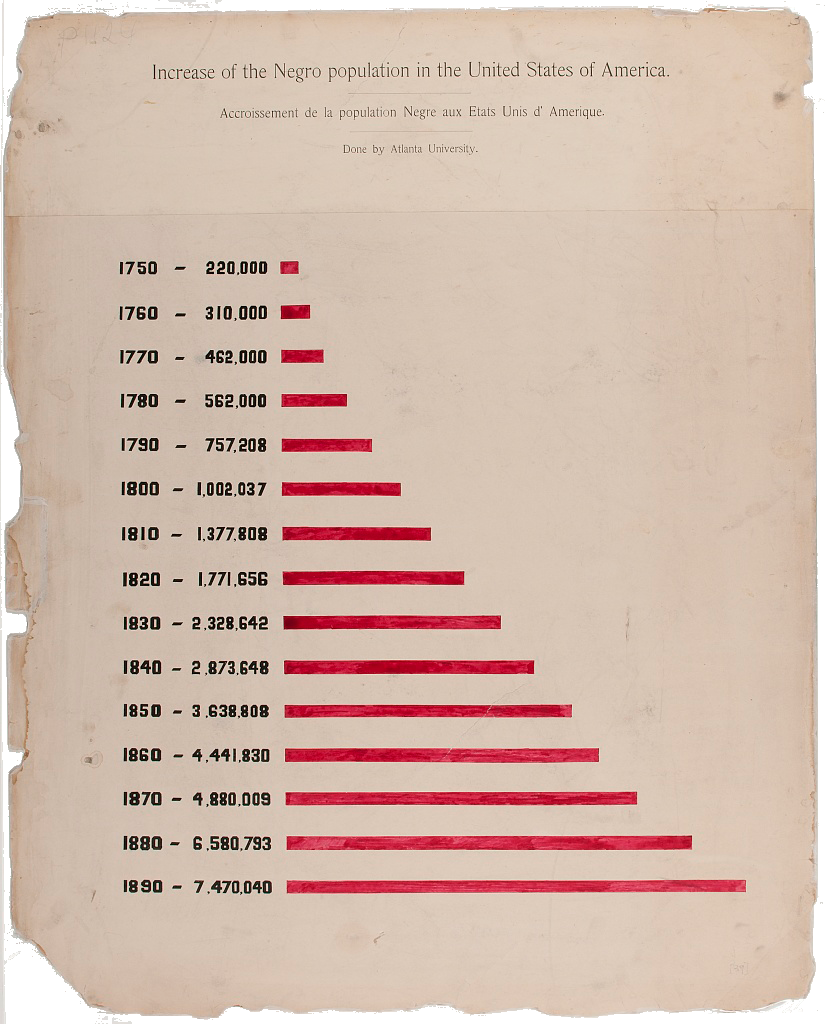 Increase of the Negro population in the United States of America.
Accroissement de la population Negre aux Etats Unis d' Amerique.
Done by Atlanta University.
1750 – 220,000
1760 – 310,000
1770 – 462,000
1780 – 562,000
1790 – 757,208
1800 – 1,002,037
1810 – 1,377,808
1820 – 1,771,656
1830 – 2,328,642
1840 – 2,873,648
1850 – 3,638,808
1860 – 4,441,830
1870 – 4,880,009
1880 – 6,580,793
1890 – 7,470,040